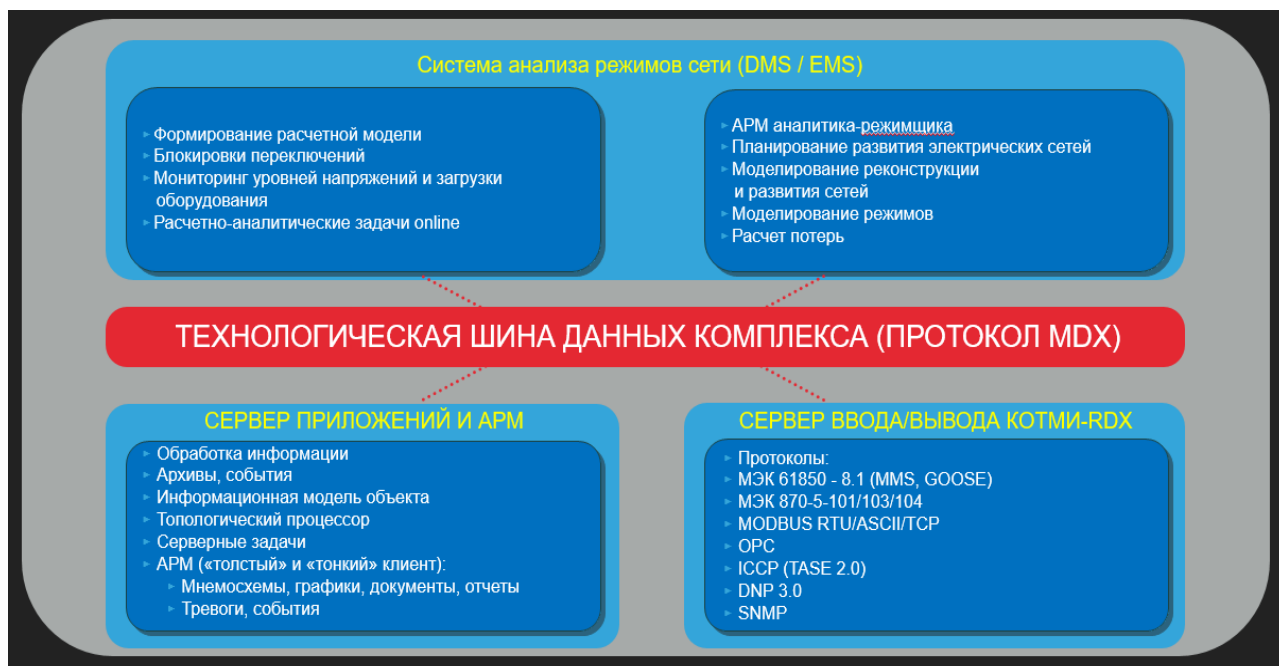 Система анализа режимов сети (DMS / EMS)
Формирование расчетной модели
Блокировки переключений
Мониторинг уровней напряжений и загрузки
оборудования
Расчетно-аналитические задачи online
АРМ аналитика-режимщика
Планирование развития электрических сетей
Моделирование реконструкции
и развития сетей
Моделирование режимов
Расчет потерь
ТЕХНОЛОГИЧЕСКАЯ ШИНА ДАННЫХ КОМПЛЕКСА (ПРОТОКОЛ MDX)
СЕРВЕР ПРИЛОЖЕНИЙ И АРМ
Обработка информации
Архивы, события
Информационная модель объекта
Топологический процессор
Серверные задачи
АРМ («толстый» и «тонкий» клиент):
Мнемосхемы, графики, документы, отчеты
Тревоги, события
СЕРВЕР ВВОДА/ВЫВОДА КОТМИ-RDX
Протоколы:
МЭК 61850 - 8.1 (MMS, GOOSE)
МЭК 870-5-101/103/104
MODBUS RTU/ASCII/TCP
OPC
ICCP (TASE 2.0)
DNP 3.0
SNMP